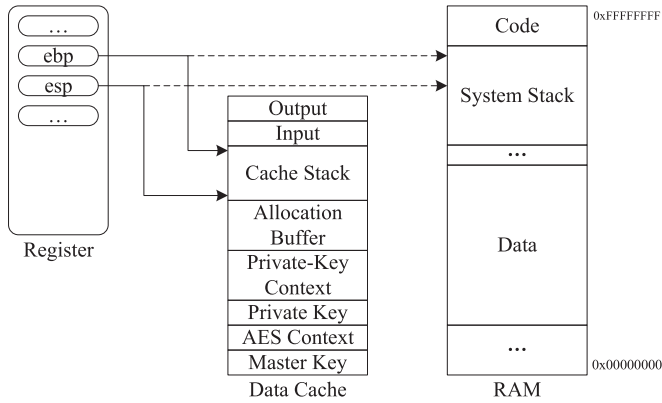 ...
ebp
esp
...
Register
Output
Input
Cache Stack
Allocation
Buffer
Private-Key
Context
Private Key
AES Context
Master Key
Data Cache
Code
System Stack
...
Data
...
RAM
0xFFFFFFFF
0x00000000